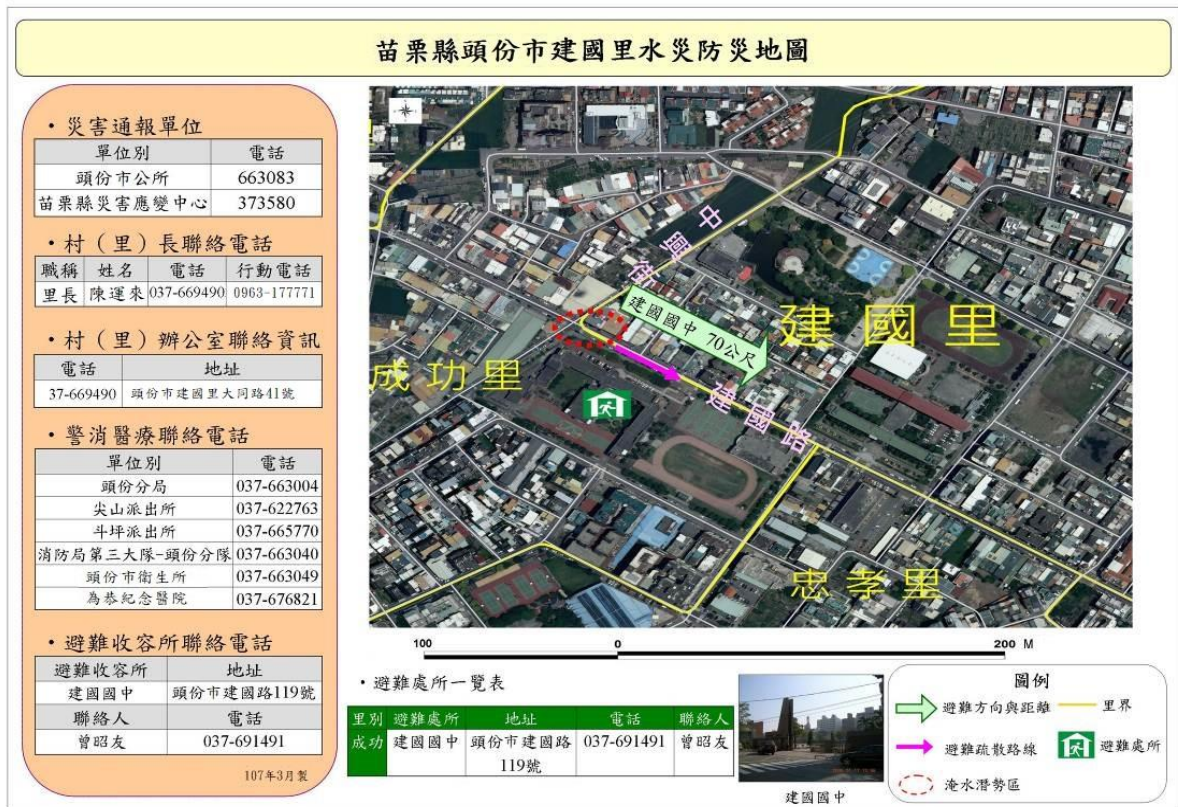 苗栗縣頭份市建國里水災防災地圖
・災害通報單位
單位別 電話
頭份市公所 663083
苗栗縣災害應變中心 373580
・村（里）長聯絡電話
職稱 姓名 電話 行動電話
里長 陳運來 037-669490 0963-177771
・村（里）辦公室聯絡資訊
電話 地址
37-669490 頭份市建國里大同路41號
・警消醫療聯絡電話
單位別 電話
頭份分局 037-663004
尖山派出所 037-622763
斗坪派出所 037-665770
消防局第三大隊-頭份分隊 037-663040
頭份市衛生所 037-663049
為恭紀念醫院 037-676821
・避難收容所聯絡電話
避難收容所 地址
建國國中 頭份市建國路119號
聯絡人 電話
曾昭友 037-691491
107年3月製
中興街
建國國中 70公尺
建國里
成功里
建國路
忠孝里
100 0 200 M
・避難處所一覽表
里別 避難處所 地址 電話 聯絡人
成功 建國國中 頭份市建國路 037-691491 曾昭友
119號
建國國中
圖例
避難方向與距離 里界
避難疏散路線 避難處所
淹水潛勢區